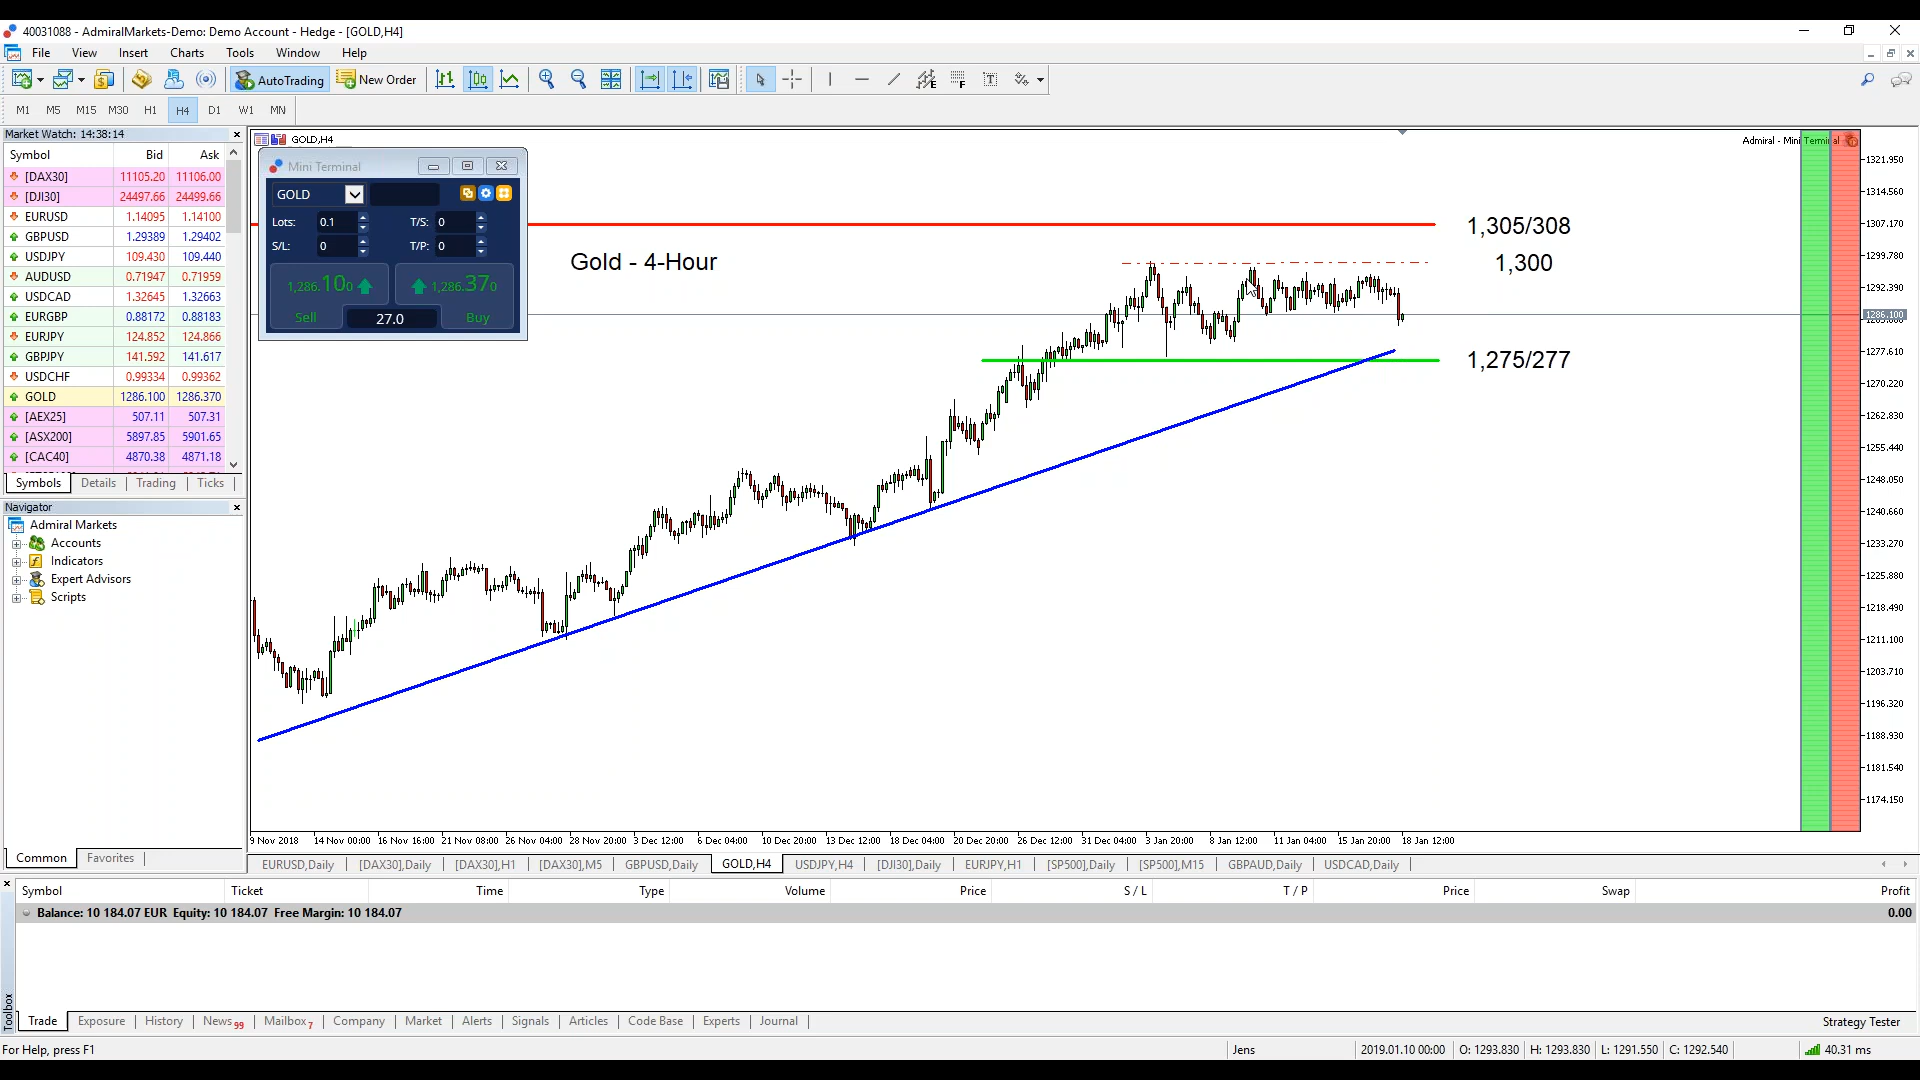 40031088 - AdmiralMarkets-Demo: Demo Account - Hedge - [GOLD,H4]
File View Insert Charts Tools Window Help
AutoTrading New Order
M1 M5 M15 M30 H1 H4 D1 W1 MN
Market Watch: 14:38:14
Symbol Bid Ask
[DAX30] 11105.20 11106.00
[DJI30] 24497.66 24499.66
EURUSD 1.14095 1.14100
GBPUSD 1.29389 1.29402
USDJPY 109.430 109.440
AUDUSD 0.71947 0.71959
USDCAD 1.32645 1.32663
EURGBP 0.88172 0.88183
EURJPY 124.852 124.866
GBPJPY 141.592 141.617
USDCHF 0.99334 0.99362
GOLD 1286.100 1286.370
[AEX25] 507.11 507.31
[ASX200] 5897.85 5901.65
[CAC40] 4870.38 4871.18
Symbols Details Trading Ticks
Navigator
Admiral Markets
Accounts
Indicators
Expert Advisors
Scripts
Common Favorites
GOLD,H4
Admiral - Mini Terminal
Mini Terminal
GOLD
Lots: 0.1 T/S: 0
S/L: 0 T/P: 0
1,286.100 1,286.370
Sell 27.0 Buy
Gold - 4-Hour
1,305/308
1,300
1,275/277
1321.950
1314.560
1307.170
1299.780
1292.390
1286.100
1277.610
1270.220
1262.830
1255.440
1248.050
1240.660
1233.270
1225.880
1218.490
1211.100
1203.710
1196.320
1188.930
1181.540
1174.150
9 Nov 2018 14 Nov 00:00 16 Nov 16:00 21 Nov 08:00 26 Nov 04:00 28 Nov 20:00 3 Dec 12:00 6 Dec 04:00 10 Dec 20:00 13 Dec 12:00 18 Dec 04:00 20 Dec 20:00 26 Dec 12:00 31 Dec 04:00 3 Jan 20:00 8 Jan 12:00 11 Jan 04:00 15 Jan 20:00 18 Jan 12:00
EURUSD,Daily [DAX30],Daily [DAX30],H1 [DAX30],M5 GBPUSD,Daily GOLD,H4 USDJPY,H4 [DJI30],Daily EURJPY,H1 [SP500],Daily [SP500],M15 GBPAUD,Daily USDCAD,Daily
Symbol Ticket Time Type Volume Price S / L T / P Price Swap Profit
Balance: 10 184.07 EUR Equity: 10 184.07 Free Margin: 10 184.07 0.00
Toolbox
Trade Exposure History News 99 Mailbox 7 Company Market Alerts Signals Articles Code Base Experts Journal Strategy Tester
For Help, press F1 Jens 2019.01.10 00:00 O: 1293.830 H: 1293.830 L: 1291.550 C: 1292.540 40.31 ms